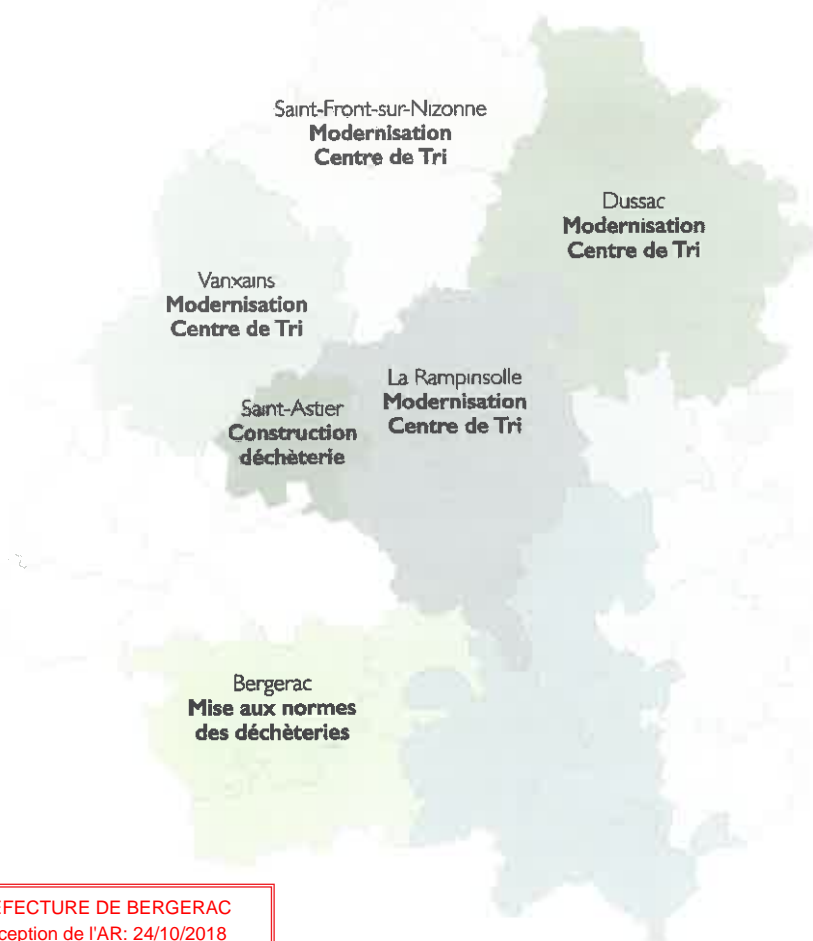 Saint-Front-sur-Nizonne
Modernisation
Centre de Tri
Dussac
Modernisation
Centre de Tri
Vanxains
Modernisation
Centre de Tri
La Rampinsolle
Modernisation
Centre de Tri
Saint-Astier
Construction
déchèterie
Bergerac
Mise aux normes
des déchèteries
EFECTURE DE BERGERAC
ception de l'AR: 24/10/2018